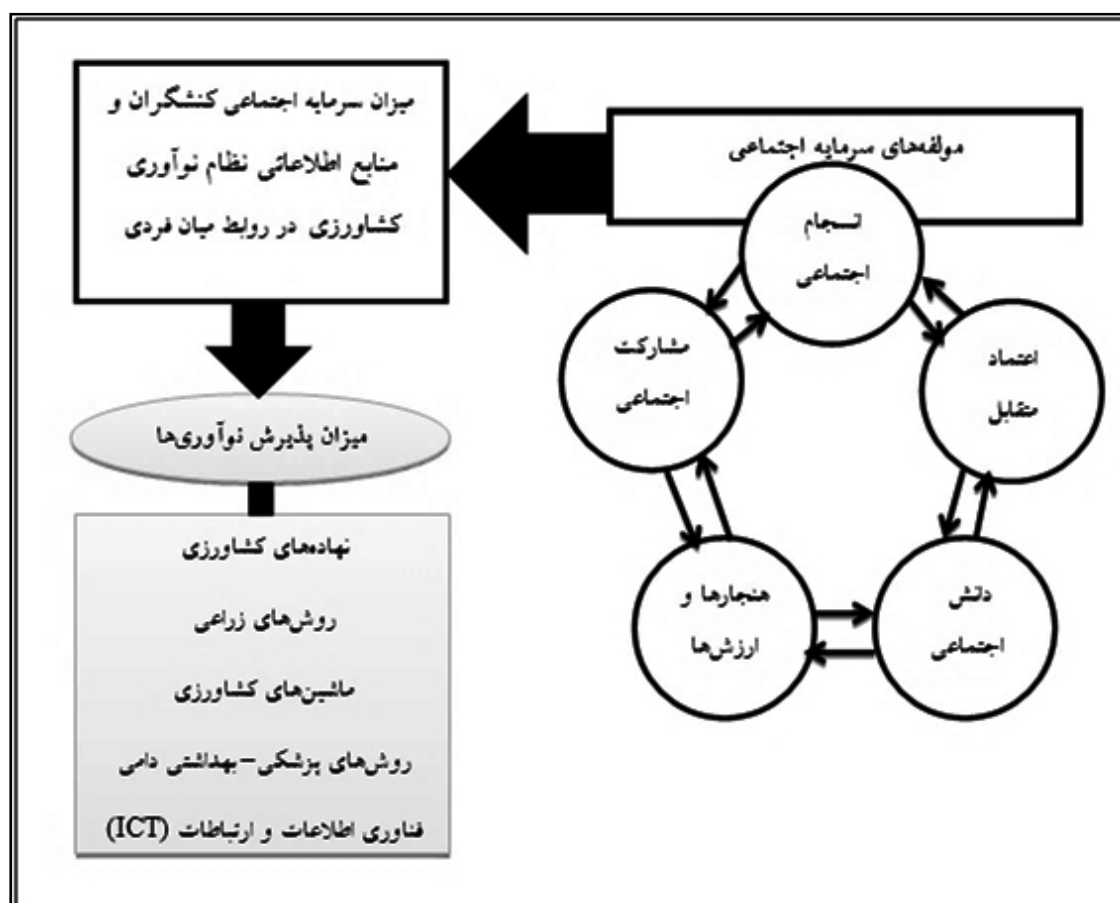 مولفه‌های سرمایه اجتماعی
انسجام
اجتماعی
اعتماد
متقابل
مشارکت
اجتماعی
دانش
اجتماعی
هنجارها و
ارزش‌ها
میزان سرمایه اجتماعی کنشگران و
منابع اطلاعاتی نظام نوآوری
کشاورزی در روابط میان فردی
میزان پذیرش نوآوری‌ها
نهاده‌های کشاورزی
روش‌های زراعی
ماشین‌های کشاورزی
روش‌های پزشکی-بهداشتی دامی
فناوری اطلاعات و ارتباطات (ICT)